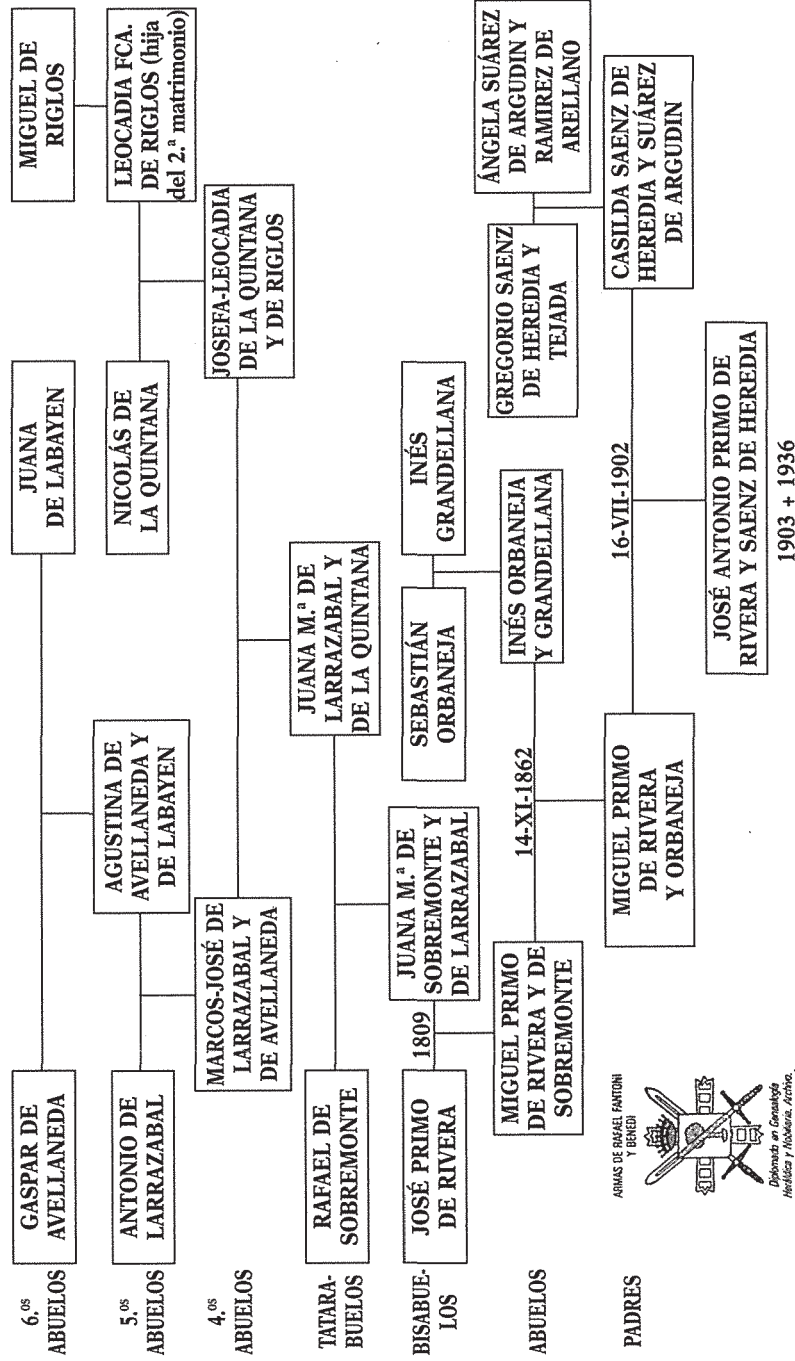 6.ᵒˢ
ABUELOS
GASPAR DE
AVELLANEDA
JUANA
DE LABAYEN
MIGUEL DE
RIGLOS
5.ᵒˢ
ABUELOS
ANTONIO DE
LARRAZABAL
AGUSTINA DE
AVELLANEDA Y
DE LABAYEN
NICOLÁS DE
LA QUINTANA
LEOCADIA FCA.
DE RIGLOS (hija
del 2.ª matrimonio)
4.ᵒˢ
ABUELOS
MARCOS-JOSÉ DE
LARRAZABAL Y
DE AVELLANEDA
JOSEFA-LEOCADIA
DE LA QUINTANA
Y DE RIGLOS
TATARA-
BUELOS
RAFAEL DE
SOBREMONTE
JUANA M.ª DE
LARRAZABAL Y
DE LA QUINTANA
BISABUE-
LOS
JOSÉ PRIMO
DE RIVERA
1809
JUANA M.ª DE
SOBREMONTE Y
DE LARRAZABAL
SEBASTIÁN
ORBANEJA
INÉS
GRANDELLANA
ABUELOS
MIGUEL PRIMO
DE RIVERA Y DE
SOBREMONTE
14-XI-1862
INÉS ORBANEJA
Y GRANDELLANA
GREGORIO SAENZ
DE HEREDIA Y
TEJADA
ÁNGELA SUÁREZ
DE ARGUDIN Y
RAMIREZ DE
ARELLANO
PADRES
MIGUEL PRIMO
DE RIVERA
Y ORBANEJA
16-VII-1902
CASILDA SAENZ DE
HEREDIA Y SUÁREZ
DE ARGUDIN
JOSÉ ANTONIO PRIMO DE
RIVERA Y SAENZ DE HEREDIA
1903 + 1936
ARMAS DE RAFAEL FANTONI
Y BENEDI
Diplomado en Genealogía
Heráldica y Nobiliaria. Archivo.